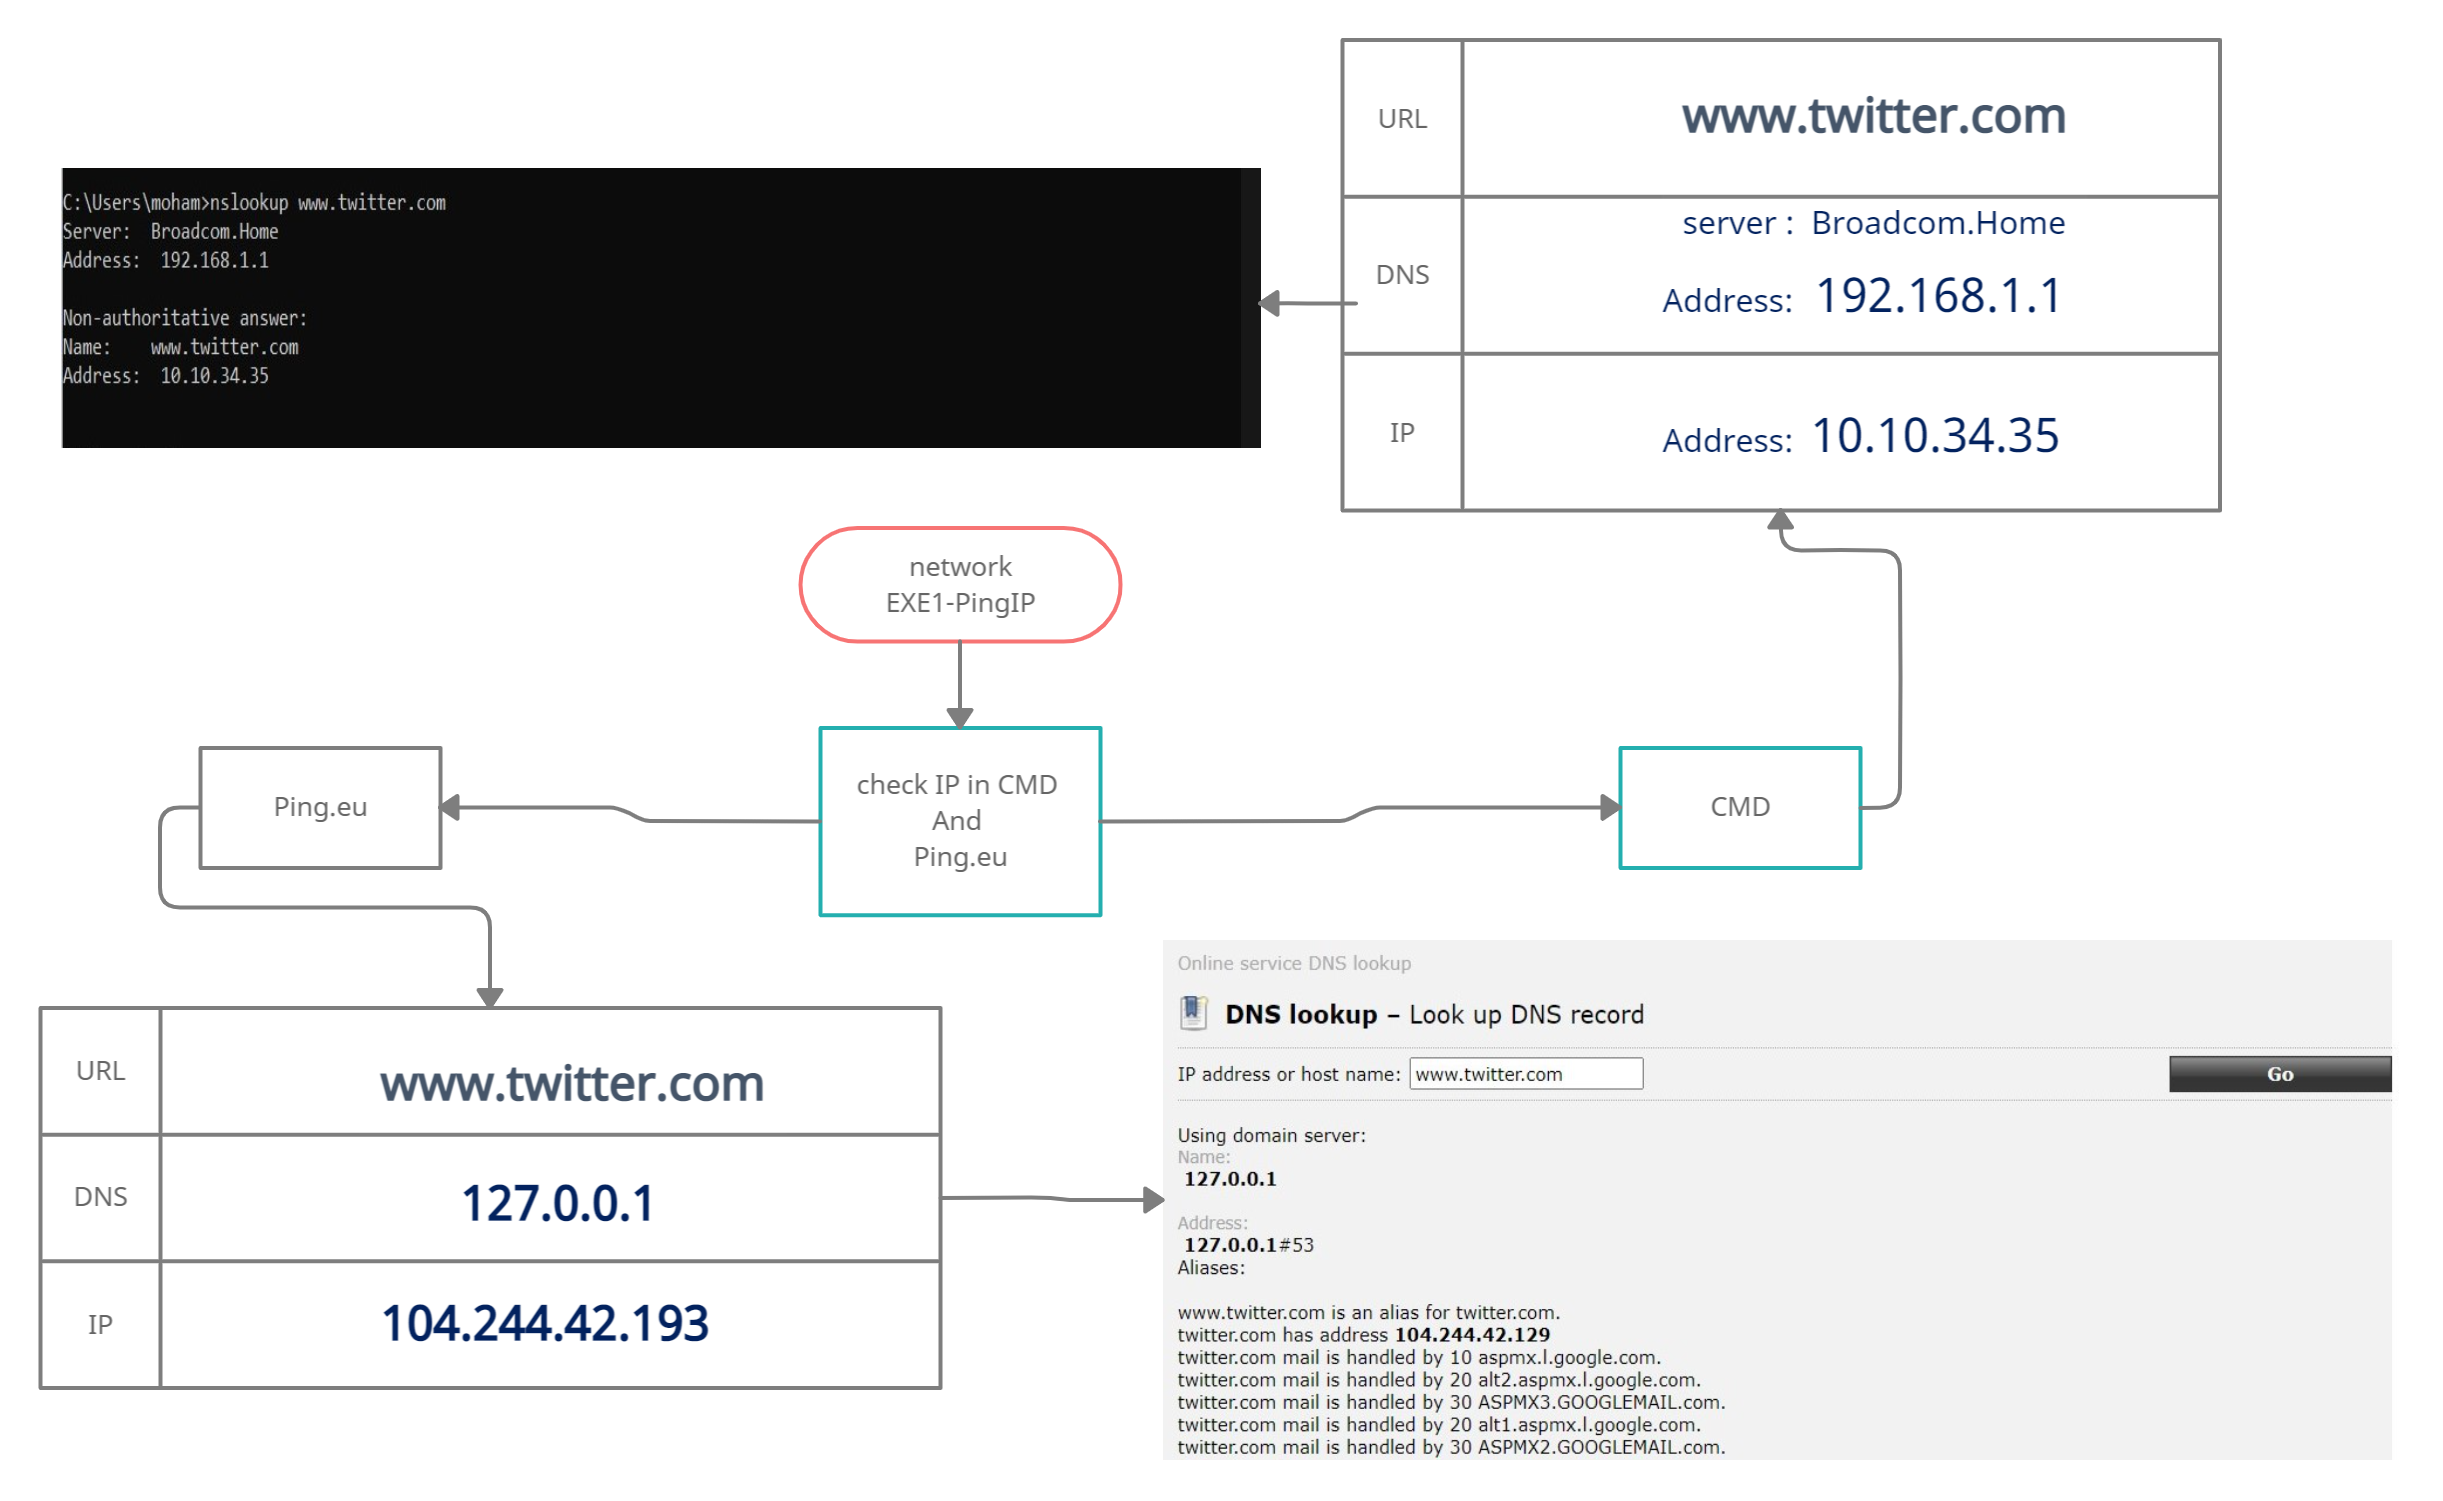 URL www.twitter.com
DNS server : Broadcom.Home
Address: 192.168.1.1
IP Address: 10.10.34.35
C:\Users\moham>nslookup www.twitter.com
Server: Broadcom.Home
Address: 192.168.1.1
Non-authoritative answer:
Name: www.twitter.com
Address: 10.10.34.35
network
EXE1-PingIP
check IP in CMD
And
Ping.eu
Ping.eu
CMD
URL www.twitter.com
DNS 127.0.0.1
IP 104.244.42.193
Online service DNS lookup
DNS lookup – Look up DNS record
IP address or host name: www.twitter.com Go
Using domain server:
Name:
127.0.0.1
Address:
127.0.0.1#53
Aliases:
www.twitter.com is an alias for twitter.com.
twitter.com has address 104.244.42.129
twitter.com mail is handled by 10 aspmx.l.google.com.
twitter.com mail is handled by 20 alt2.aspmx.l.google.com.
twitter.com mail is handled by 30 ASPMX3.GOOGLEMAIL.com.
twitter.com mail is handled by 20 alt1.aspmx.l.google.com.
twitter.com mail is handled by 30 ASPMX2.GOOGLEMAIL.com.